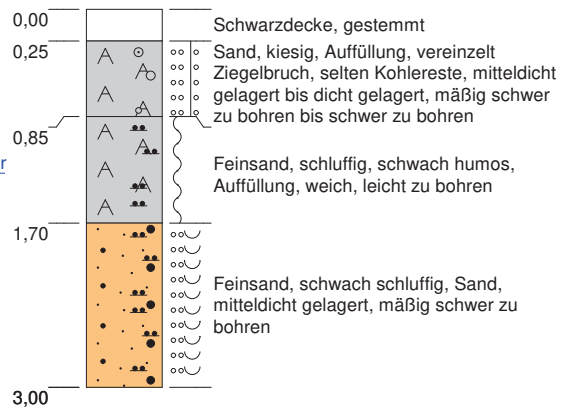 0,00
Schwarzdecke, gestemmt
0,25
Sand, kiesig, Auffüllung, vereinzelt
Ziegelbruch, selten Kohlereste, mitteldicht
gelagert bis dicht gelagert, mäßig schwer
zu bohren bis schwer zu bohren
0,85
r
Feinsand, schluffig, schwach humos,
Auffüllung, weich, leicht zu bohren
1,70
Feinsand, schwach schluffig, Sand,
mitteldicht gelagert, mäßig schwer zu
bohren
3,00
A
A
A
A
A
A
A
A
A